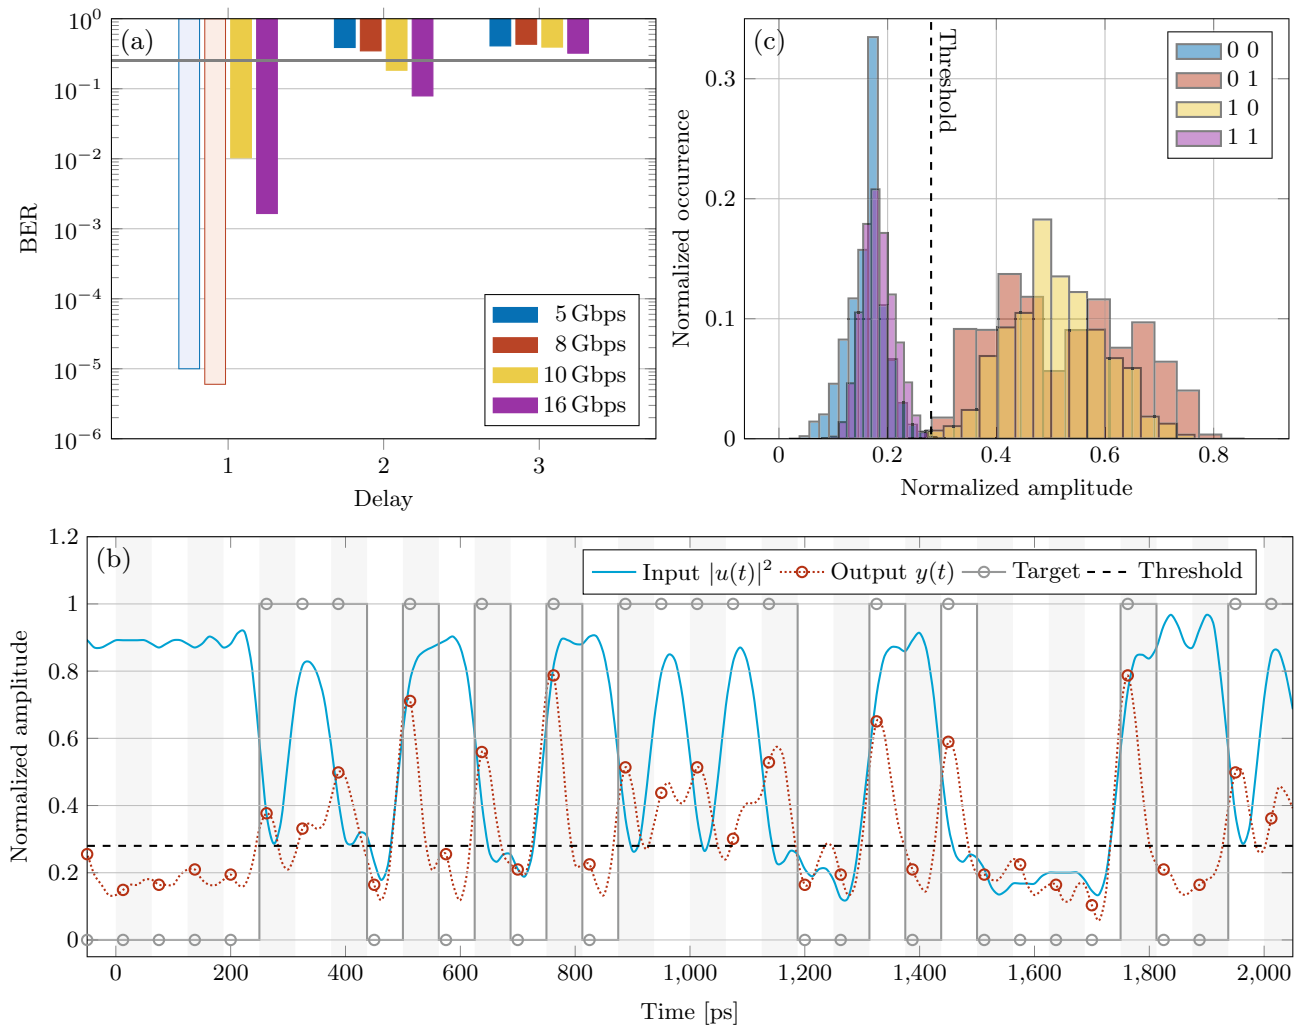 (a)
10⁰
10⁻¹
10⁻²
10⁻³
10⁻⁴
10⁻⁵
10⁻⁶
BER
5 Gbps
8 Gbps
10 Gbps
16 Gbps
1 2 3
Delay
(c)
Threshold
0 0
0 1
1 0
1 1
0.3
0.2
0.1
0
Normalized occurrence
0 0.2 0.4 0.6 0.8
Normalized amplitude
(b)
Input |u(t)|² Output y(t) Target Threshold
1.2
1
0.8
0.6
0.4
0.2
0
Normalized amplitude
0 200 400 600 800 1,000 1,200 1,400 1,600 1,800 2,000
Time [ps]